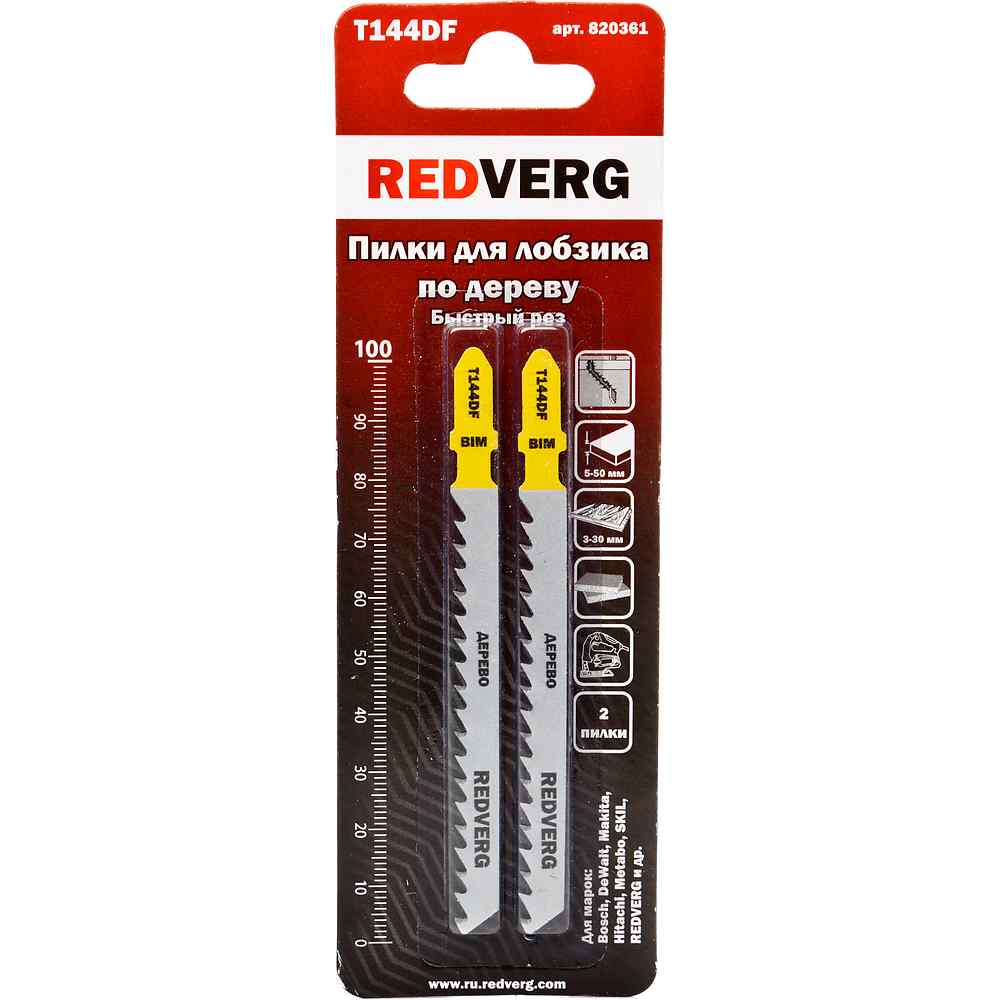 T144DF арт. 820361
REDVERG
Пилки для лобзика
по дереву
Быстрый рез
100
90
80
70
60
50
40
30
20
10
0
T144DF
BIM
ДЕРЕВО
REDVERG
T144DF
BIM
ДЕРЕВО
REDVERG
5-50 мм
3-30 мм
2
пилки
Для марок:
Bosch, DeWalt, Makita,
Hitachi, Metabo, SKIL,
REDVERG и др.
www.ru.redverg.com